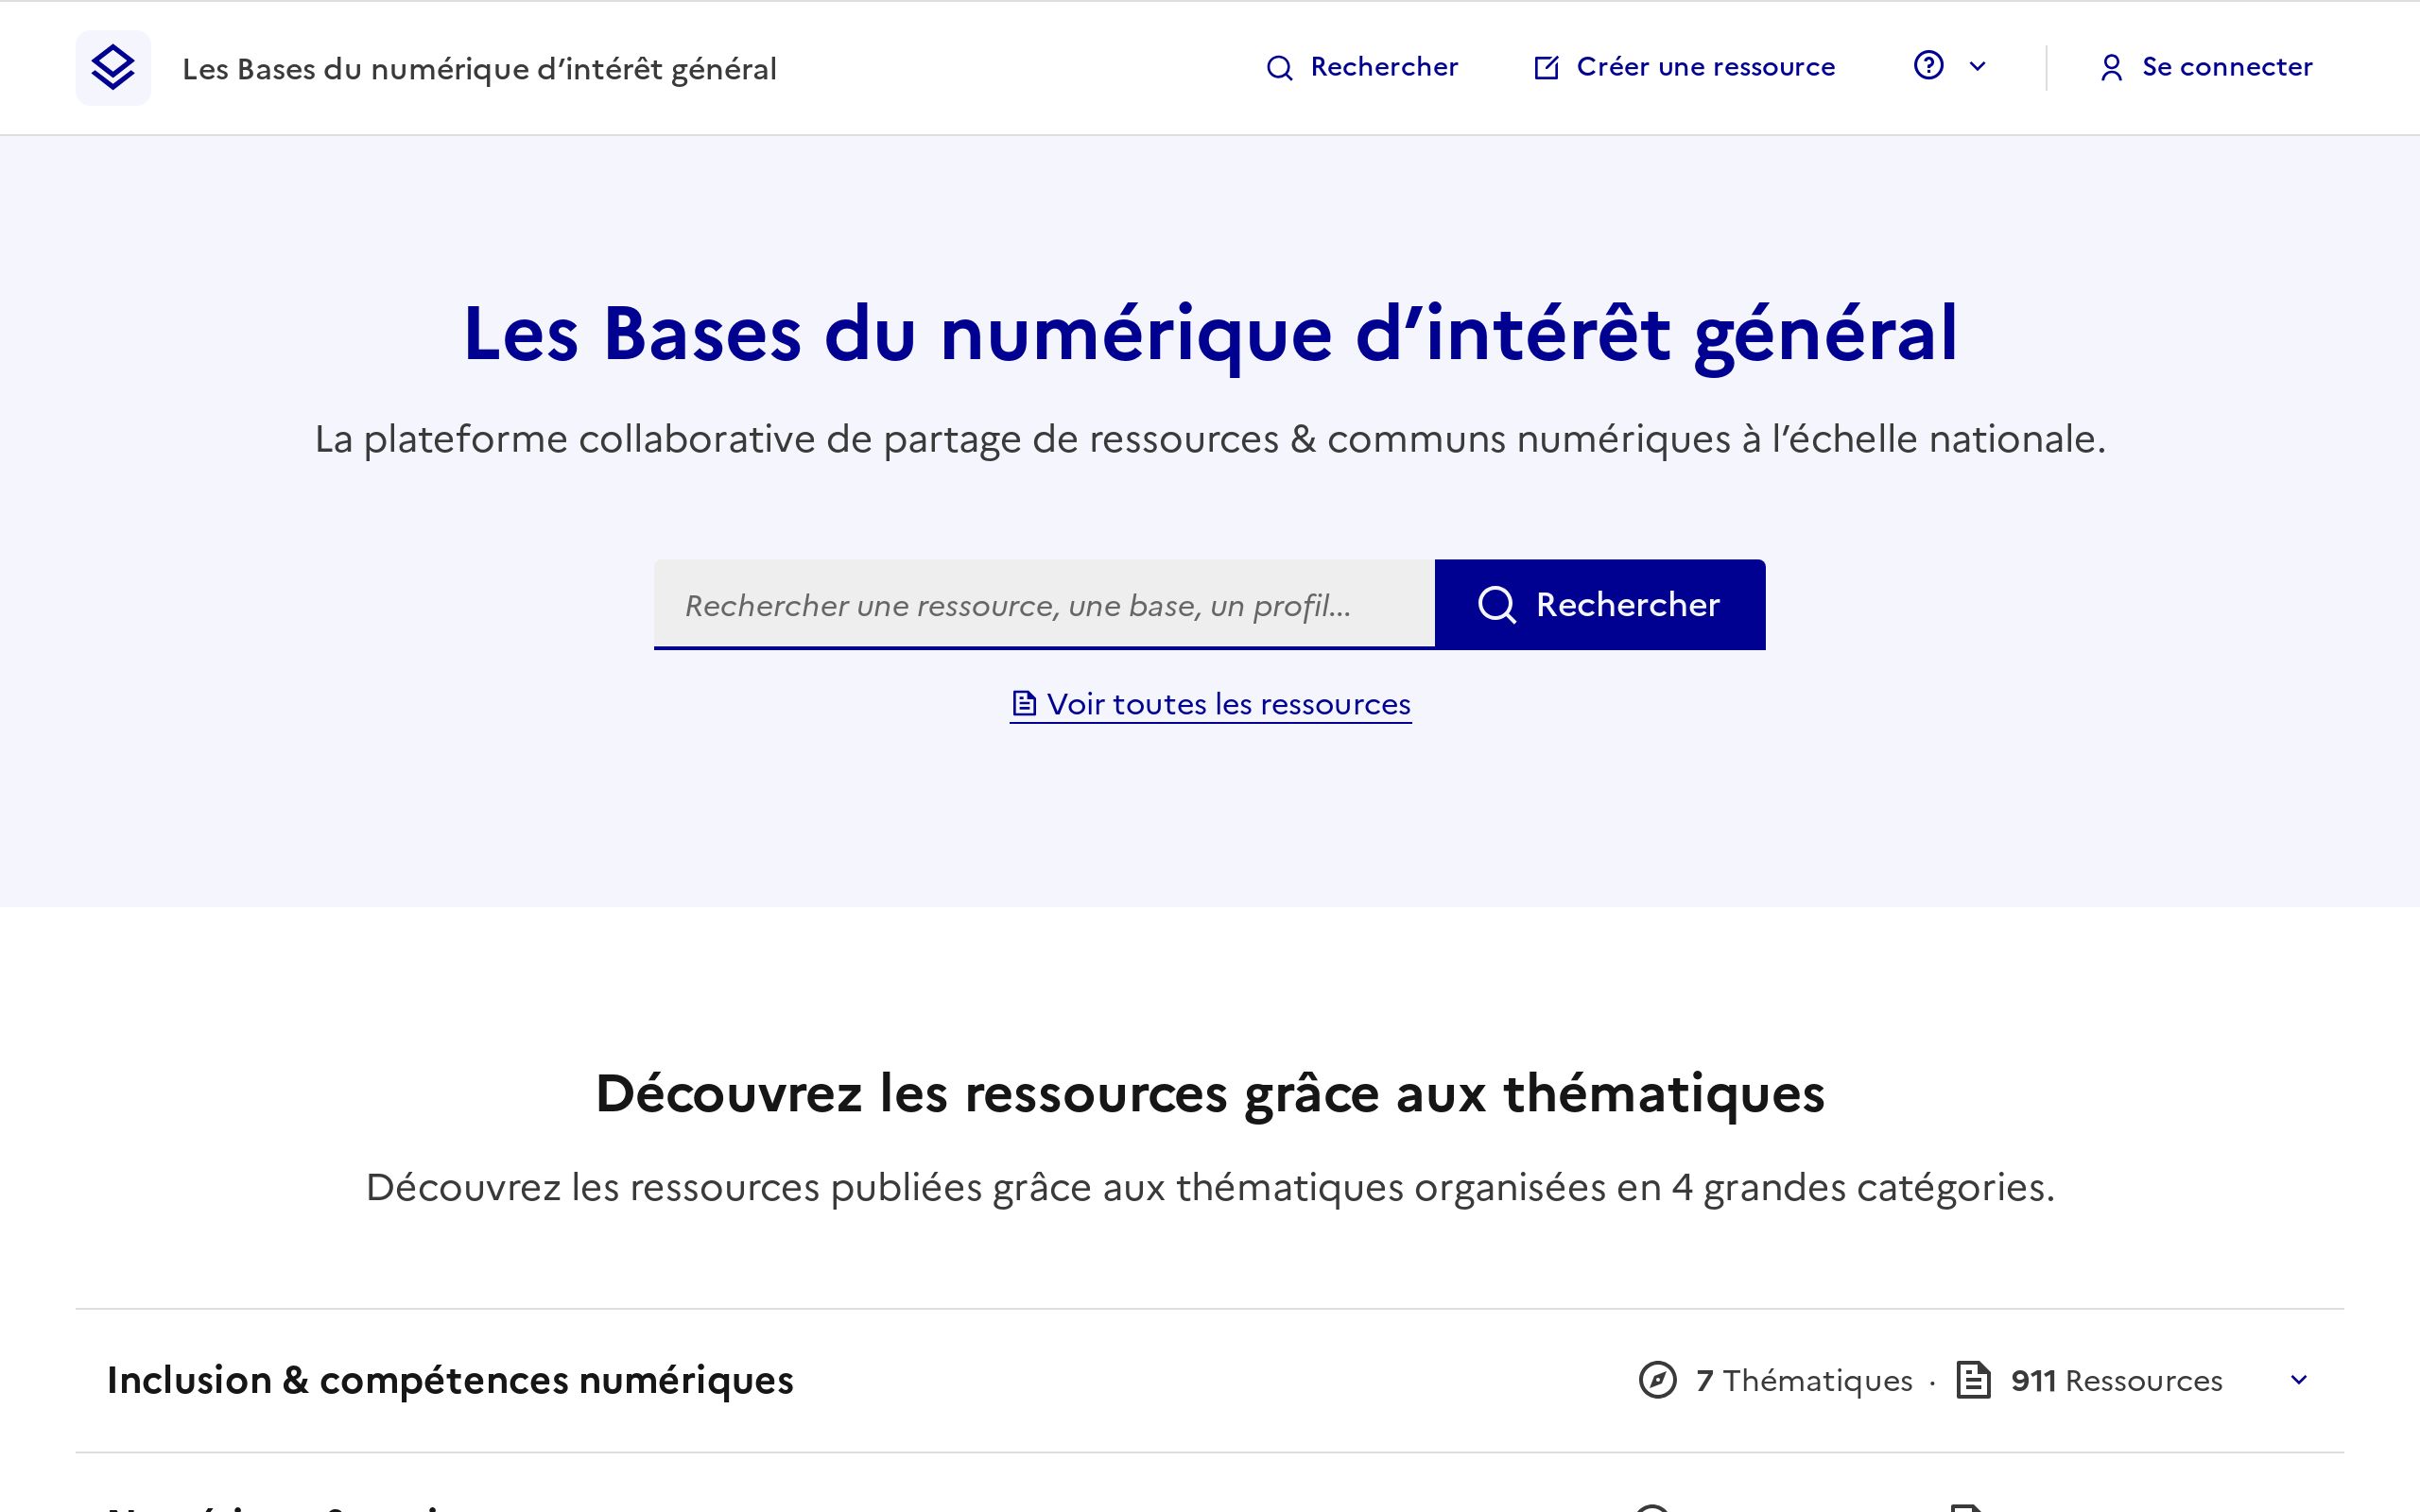 Les Bases du numérique d’intérêt général
Rechercher
Créer une ressource
Se connecter
Les Bases du numérique d’intérêt général
La plateforme collaborative de partage de ressources & communs numériques à l’échelle nationale.
Rechercher une ressource, une base, un profil...
Rechercher
Voir toutes les ressources
Découvrez les ressources grâce aux thématiques
Découvrez les ressources publiées grâce aux thématiques organisées en 4 grandes catégories.
Inclusion & compétences numériques
7 Thématiques · 911 Ressources